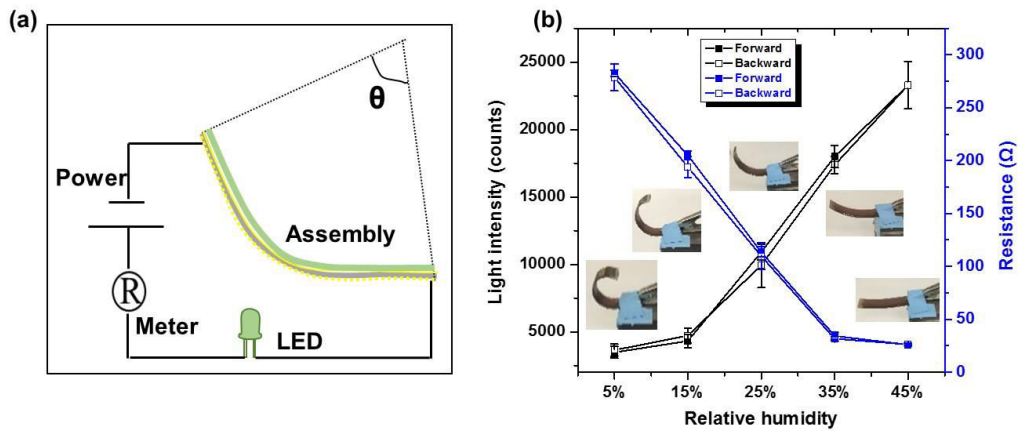 (a)
θ
Power
Assembly
R
Meter
LED
(b)
Forward
Backward
Forward
Backward
Light intensity (counts)
25000
20000
15000
10000
5000
Resistance (Ω)
300
250
200
150
100
50
25
0
5%
15%
25%
35%
45%
Relative humidity